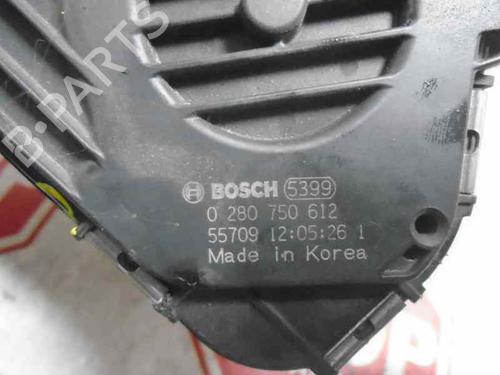 B-PARTS
BOSCH 5399
0 280 750 612
55709 12:05:26 1
Made in Korea